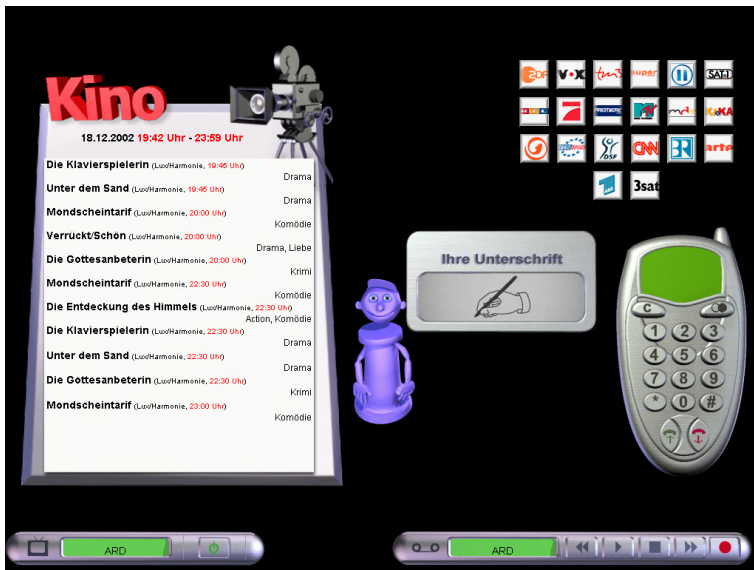 Kino
18.12.2002 19:42 Uhr - 23:59 Uhr
Die Klavierspielerin (Lux/Harmonie, 19:45 Uhr)
Drama
Unter dem Sand (Lux/Harmonie, 19:45 Uhr)
Drama
Mondscheintarif (Lux/Harmonie, 20:00 Uhr)
Komödie
Verrückt/Schön (Lux/Harmonie, 20:00 Uhr)
Drama, Liebe
Die Gottesanbeterin (Lux/Harmonie, 20:00 Uhr)
Krimi
Mondscheintarif (Lux/Harmonie, 22:30 Uhr)
Komödie
Die Entdeckung des Himmels (Lux/Harmonie, 22:30 Uhr)
Action, Komödie
Die Klavierspielerin (Lux/Harmonie, 22:30 Uhr)
Drama
Unter dem Sand (Lux/Harmonie, 22:30 Uhr)
Drama
Die Gottesanbeterin (Lux/Harmonie, 22:30 Uhr)
Krimi
Mondscheintarif (Lux/Harmonie, 23:00 Uhr)
Komödie
ZDF VOX tm3 super SAT.1
RTL 7 PREMIERE mdr KiKA
DSF CNN BR arte
ARD 3sat
Ihre Unterschrift
C
1 2 3
4 5 6
7 8 9
* 0 #
ARD
ARD